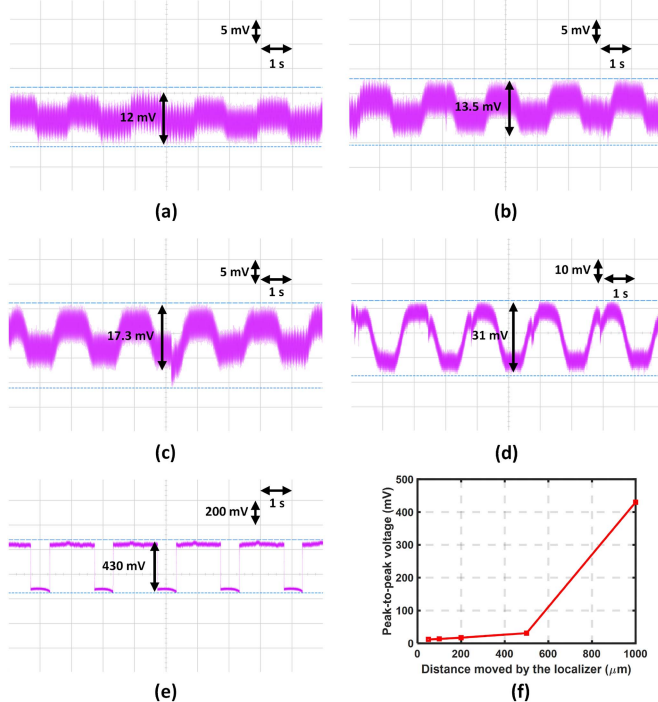 5 mV
1 s
12 mV
(a)
5 mV
1 s
13.5 mV
(b)
5 mV
1 s
17.3 mV
(c)
10 mV
1 s
31 mV
(d)
200 mV
1 s
430 mV
(e)
Peak-to-peak voltage (mV)
500
400
300
200
100
0
0 200 400 600 800 1000
Distance moved by the localizer (μm)
(f)